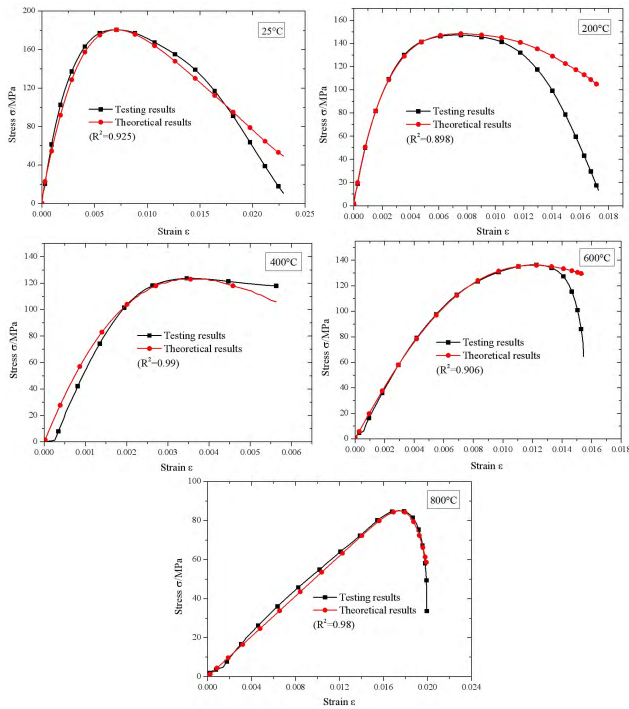 25°C
Stress σ/MPa
180
160
120
80
40
0
Testing results
Theoretical results
(R²=0.925)
0.000 0.005 0.010 0.015 0.020 0.025
Strain ε
200°C
Stress σ/MPa
160
140
120
100
80
60
40
20
0
Testing results
Theoretical results
(R²=0.898)
0.000 0.002 0.004 0.006 0.008 0.010 0.012 0.014 0.016 0.018
Strain ε
400°C
Stress σ/MPa
140
120
100
80
60
40
20
0
Testing results
Theoretical results
(R²=0.99)
0.000 0.001 0.002 0.003 0.004 0.005 0.006
Strain ε
600°C
Stress σ/MPa
140
120
100
80
60
40
20
0
Testing results
Theoretical results
(R²=0.906)
0.000 0.002 0.004 0.006 0.008 0.010 0.012 0.014 0.016 0.018
Strain ε
800°C
Stress σ/MPa
100
80
60
40
20
0
Testing results
Theoretical results
(R²=0.98)
0.000 0.004 0.008 0.012 0.016 0.020 0.024
Strain ε